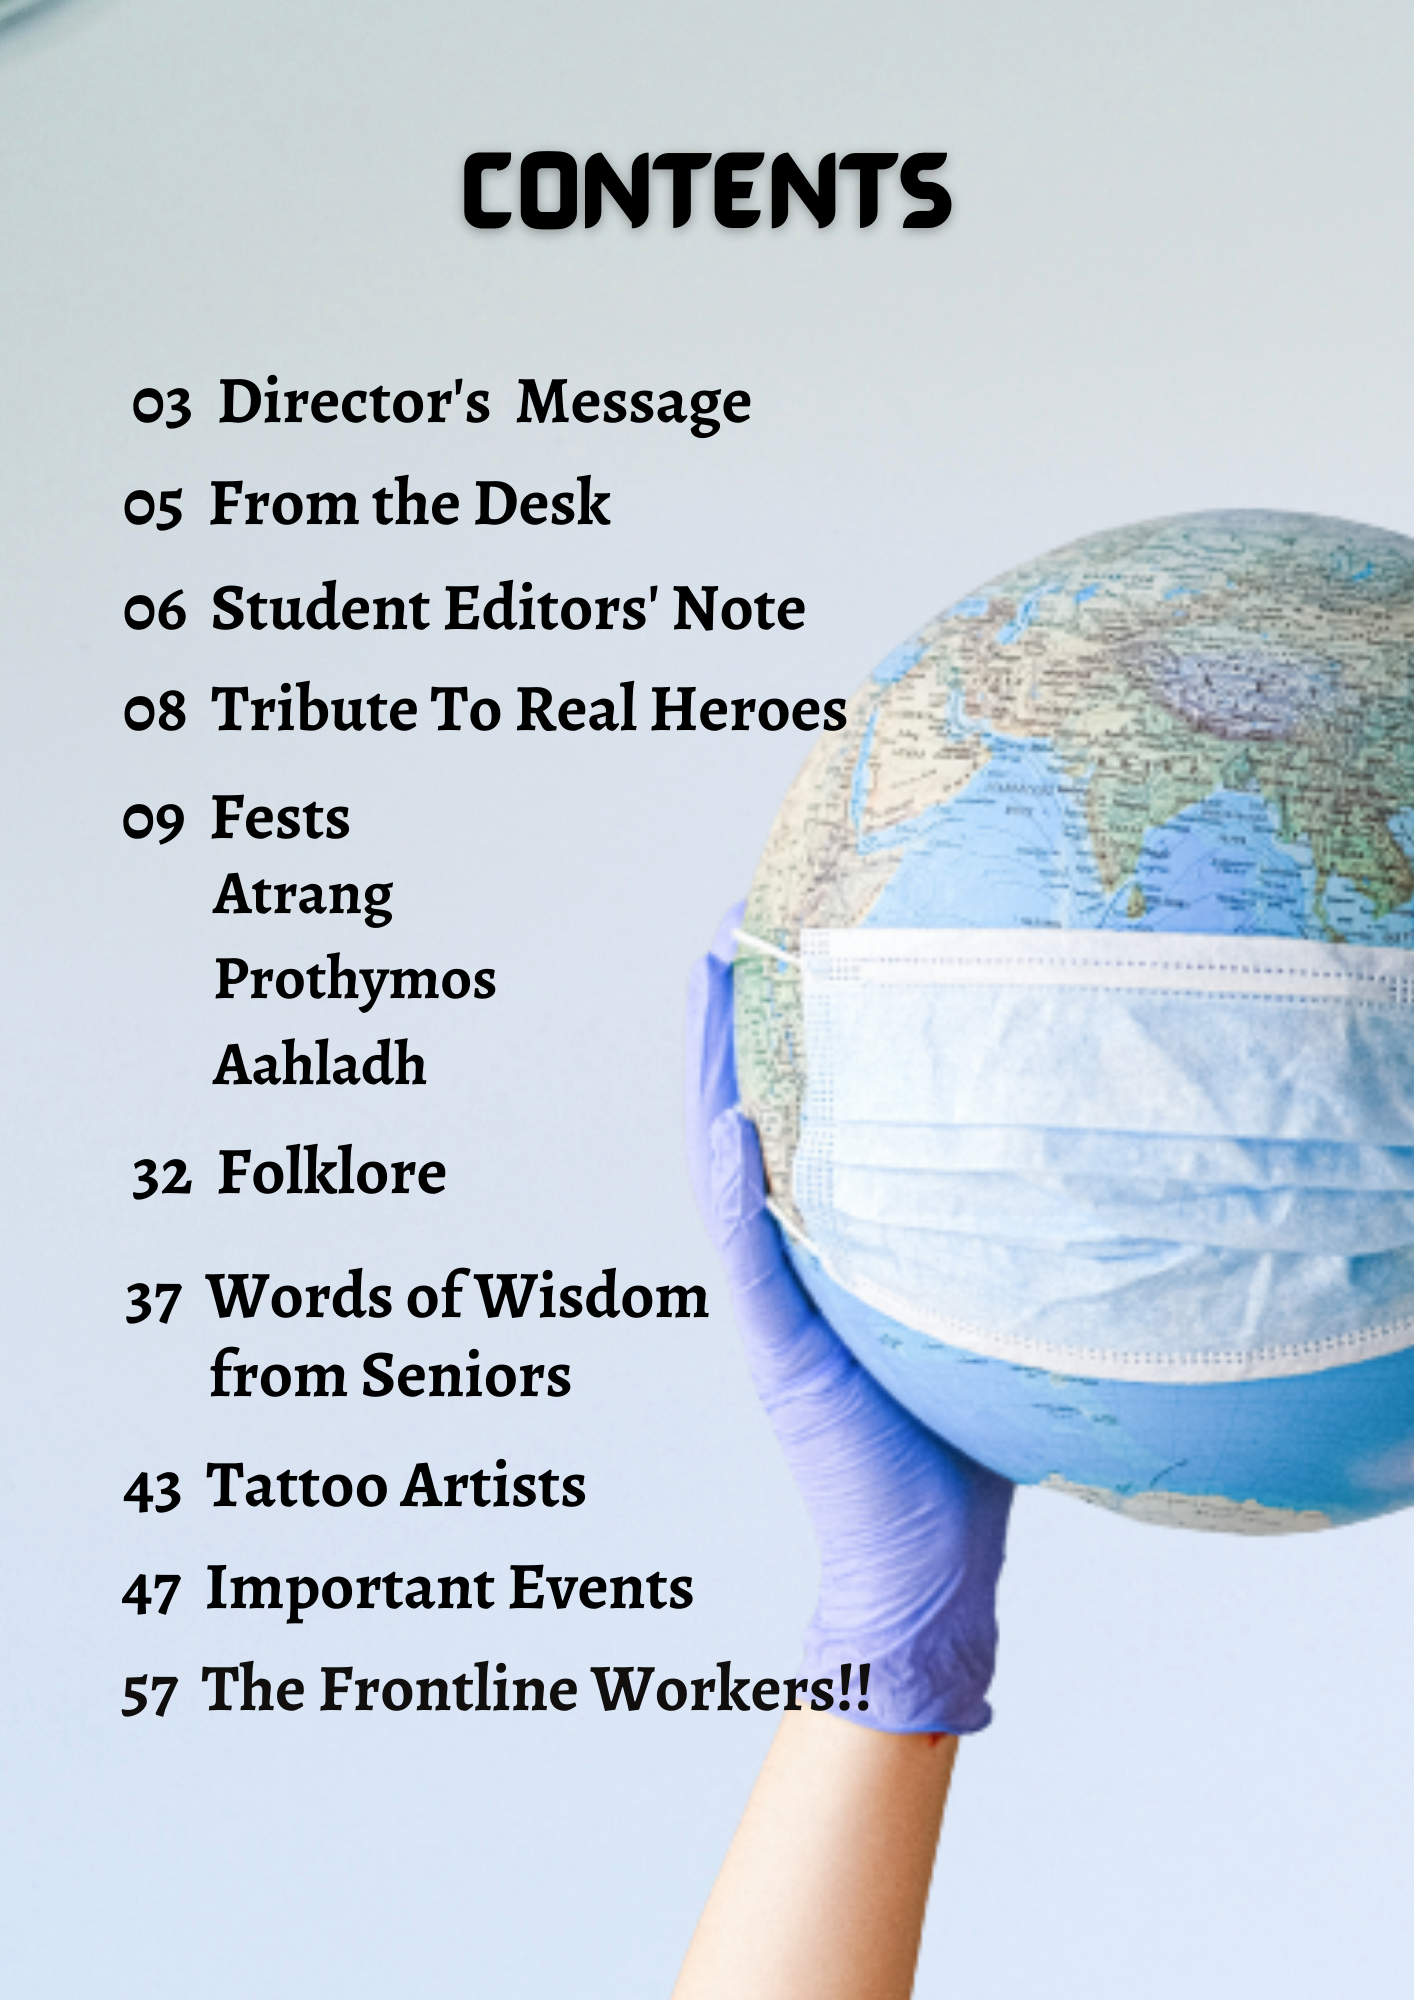 CONTENTS
03 Director's Message
05 From the Desk
06 Student Editors' Note
08 Tribute To Real Heroes
09 Fests
Atrang
Prothymos
Aahladh
32 Folklore
37 Words of Wisdom
from Seniors
43 Tattoo Artists
47 Important Events
57 The Frontline Workers!!